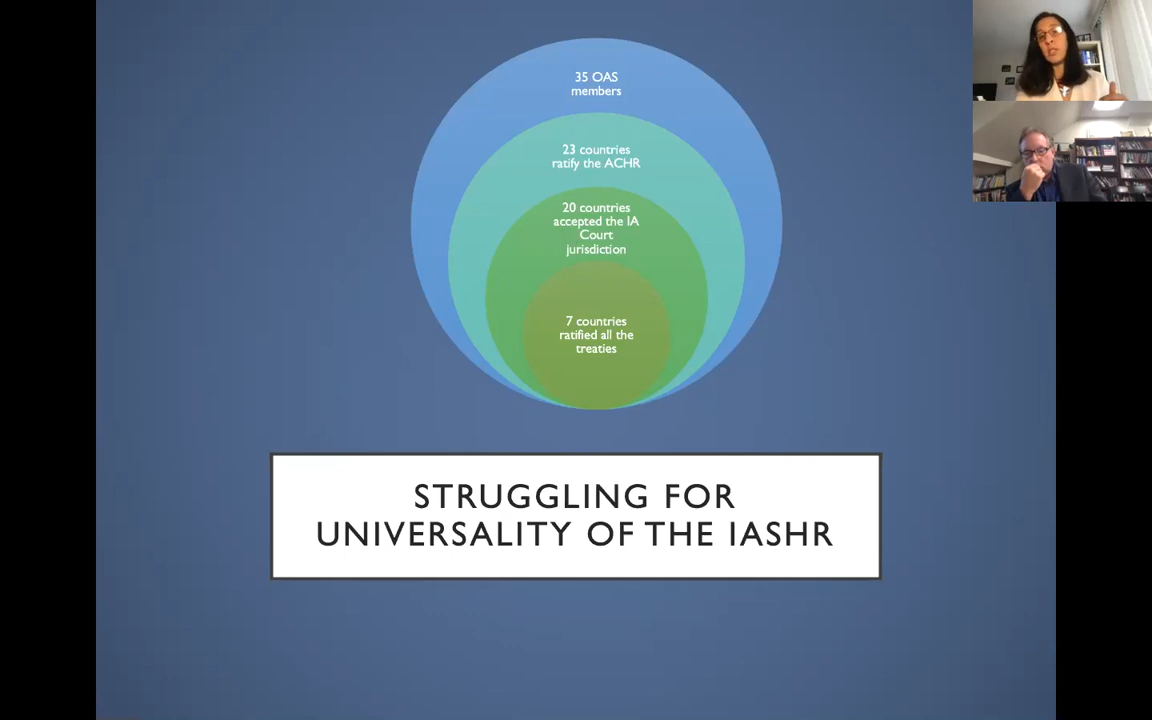 35 OAS
members
23 countries
ratify the ACHR
20 countries
accepted the IA
Court
jurisdiction
7 countries
ratified all the
treaties
STRUGGLING FOR
UNIVERSALITY OF THE IASHR